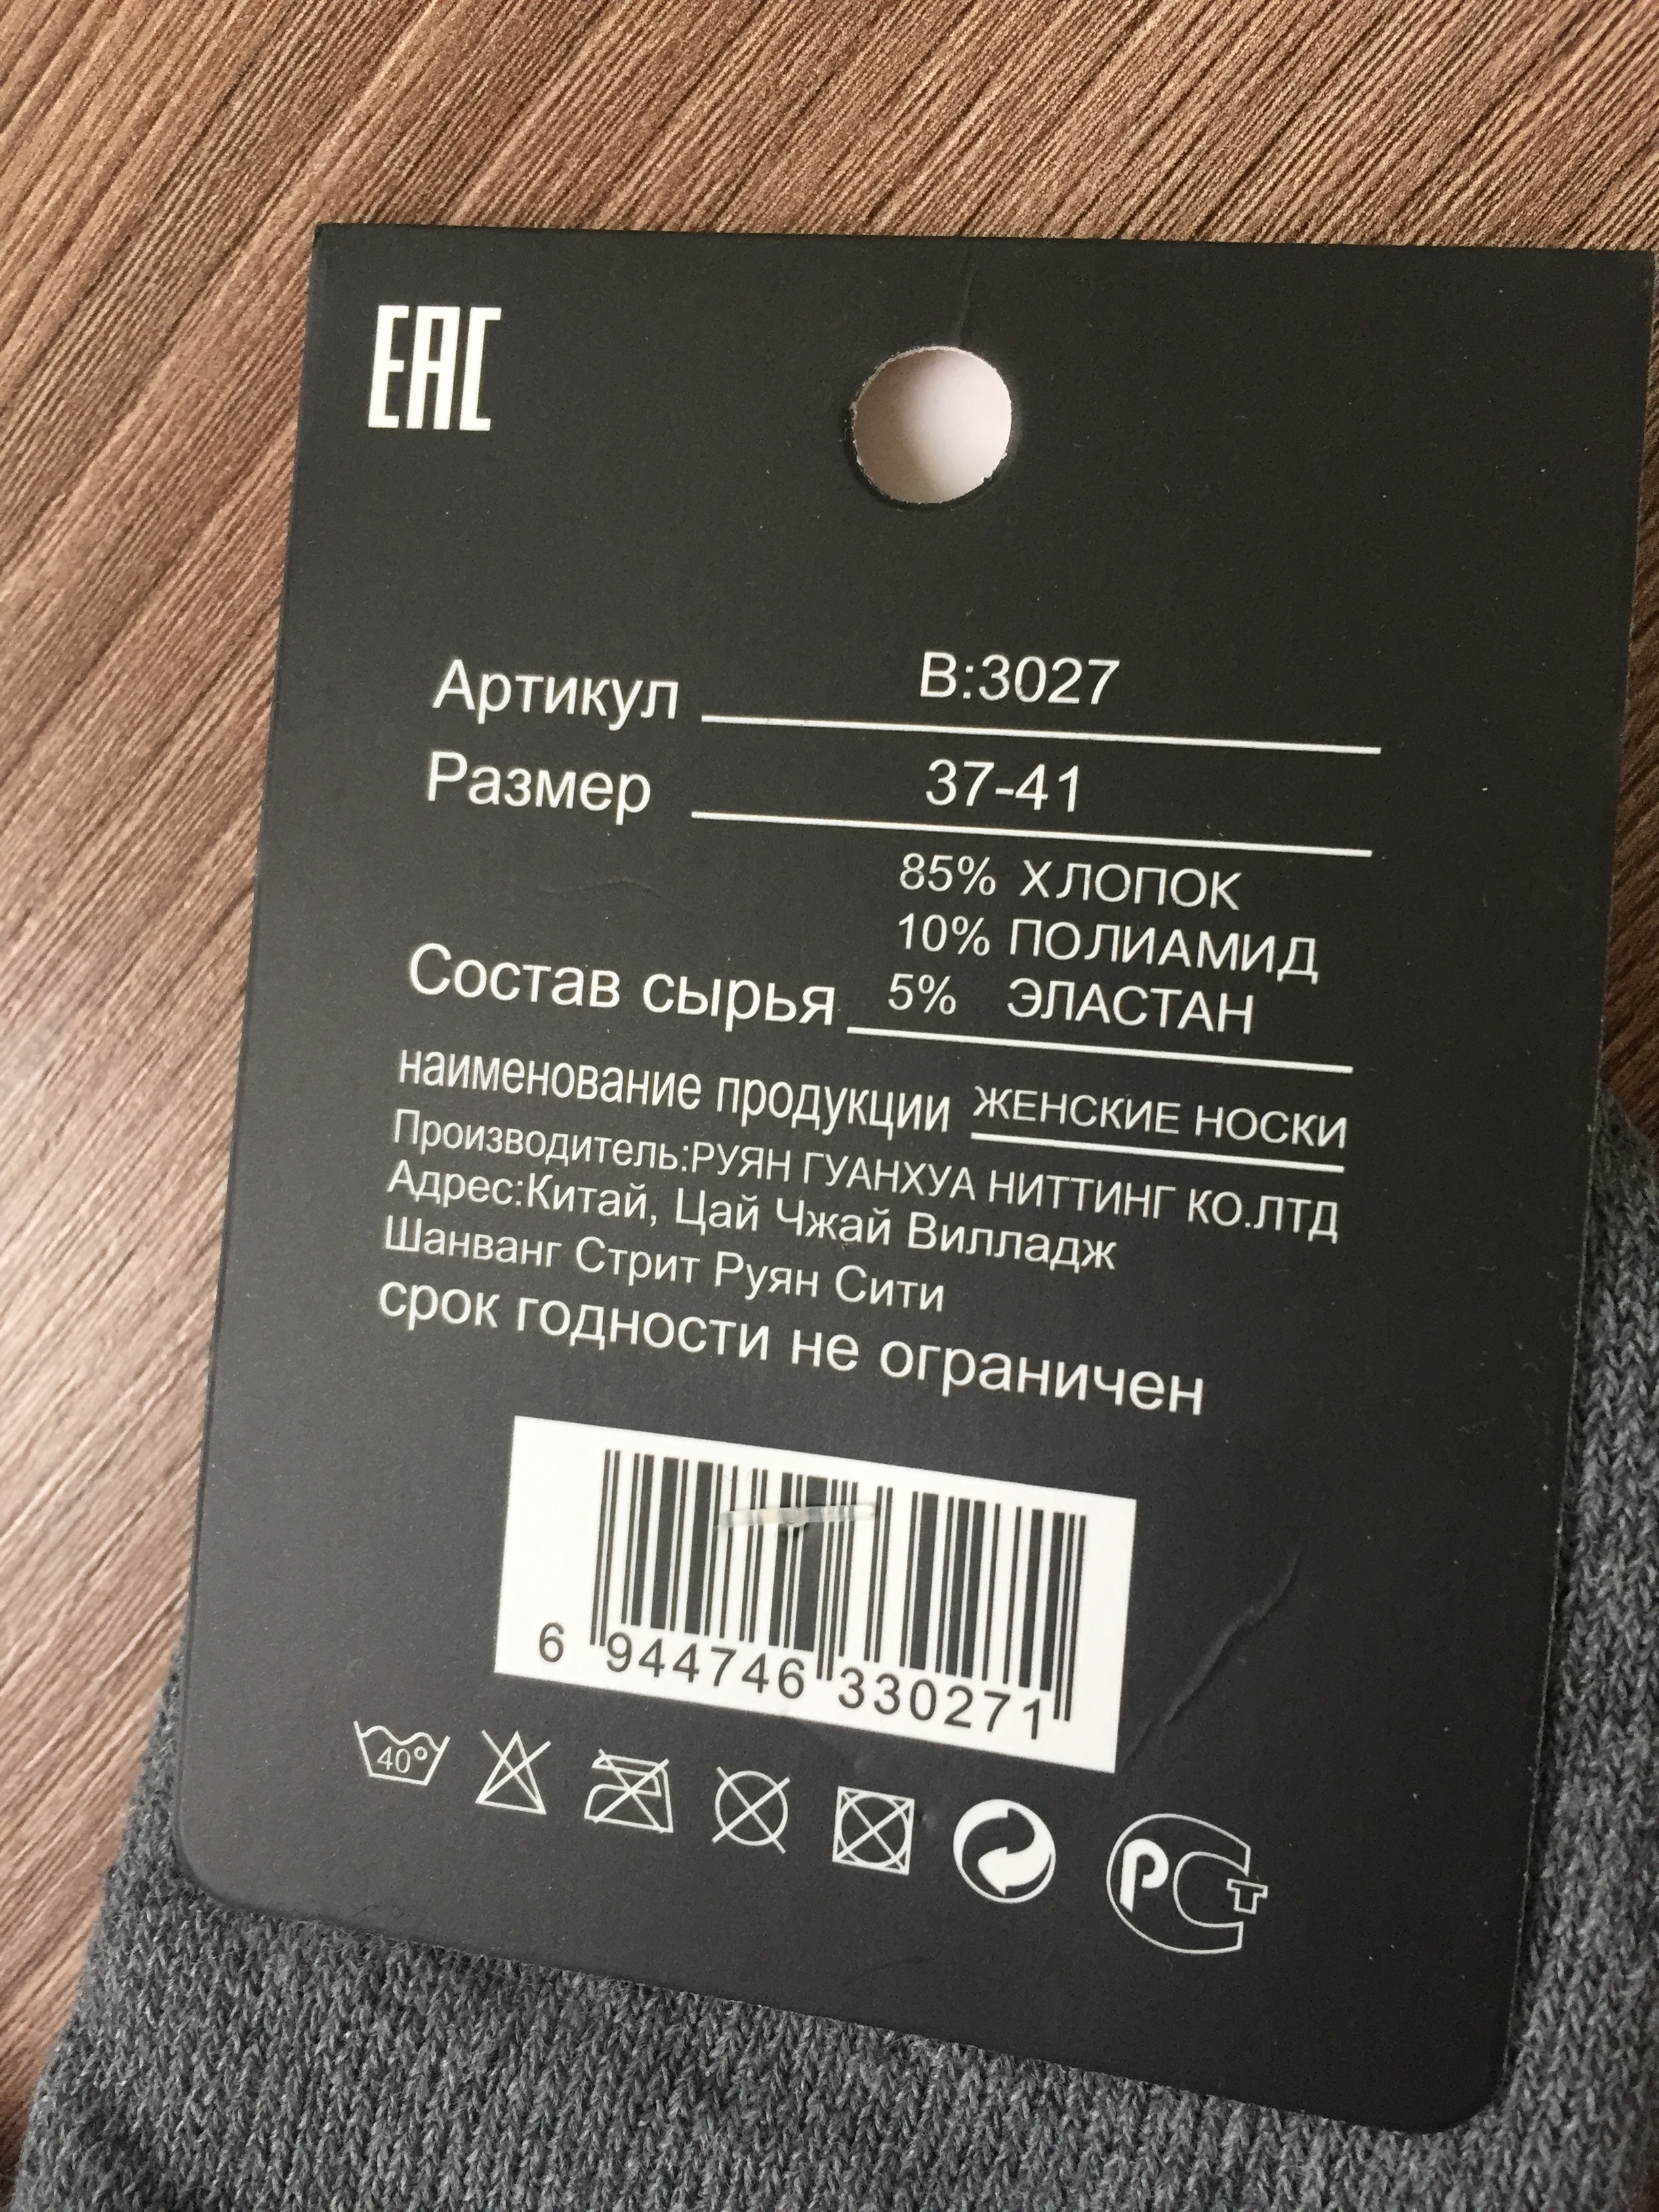 ЕАС
Артикул В:3027
Размер 37-41
85% ХЛОПОК
10% ПОЛИАМИД
Состав сырья 5% ЭЛАСТАН
наименование продукции ЖЕНСКИЕ НОСКИ
Производитель:РУЯН ГУАНХУА НИТТИНГ КО.ЛТД
Адрес:Китай, Цай Чжай Вилладж
Шанванг Стрит Руян Сити
срок годности не ограничен
6 944746 330271
40° РСТ